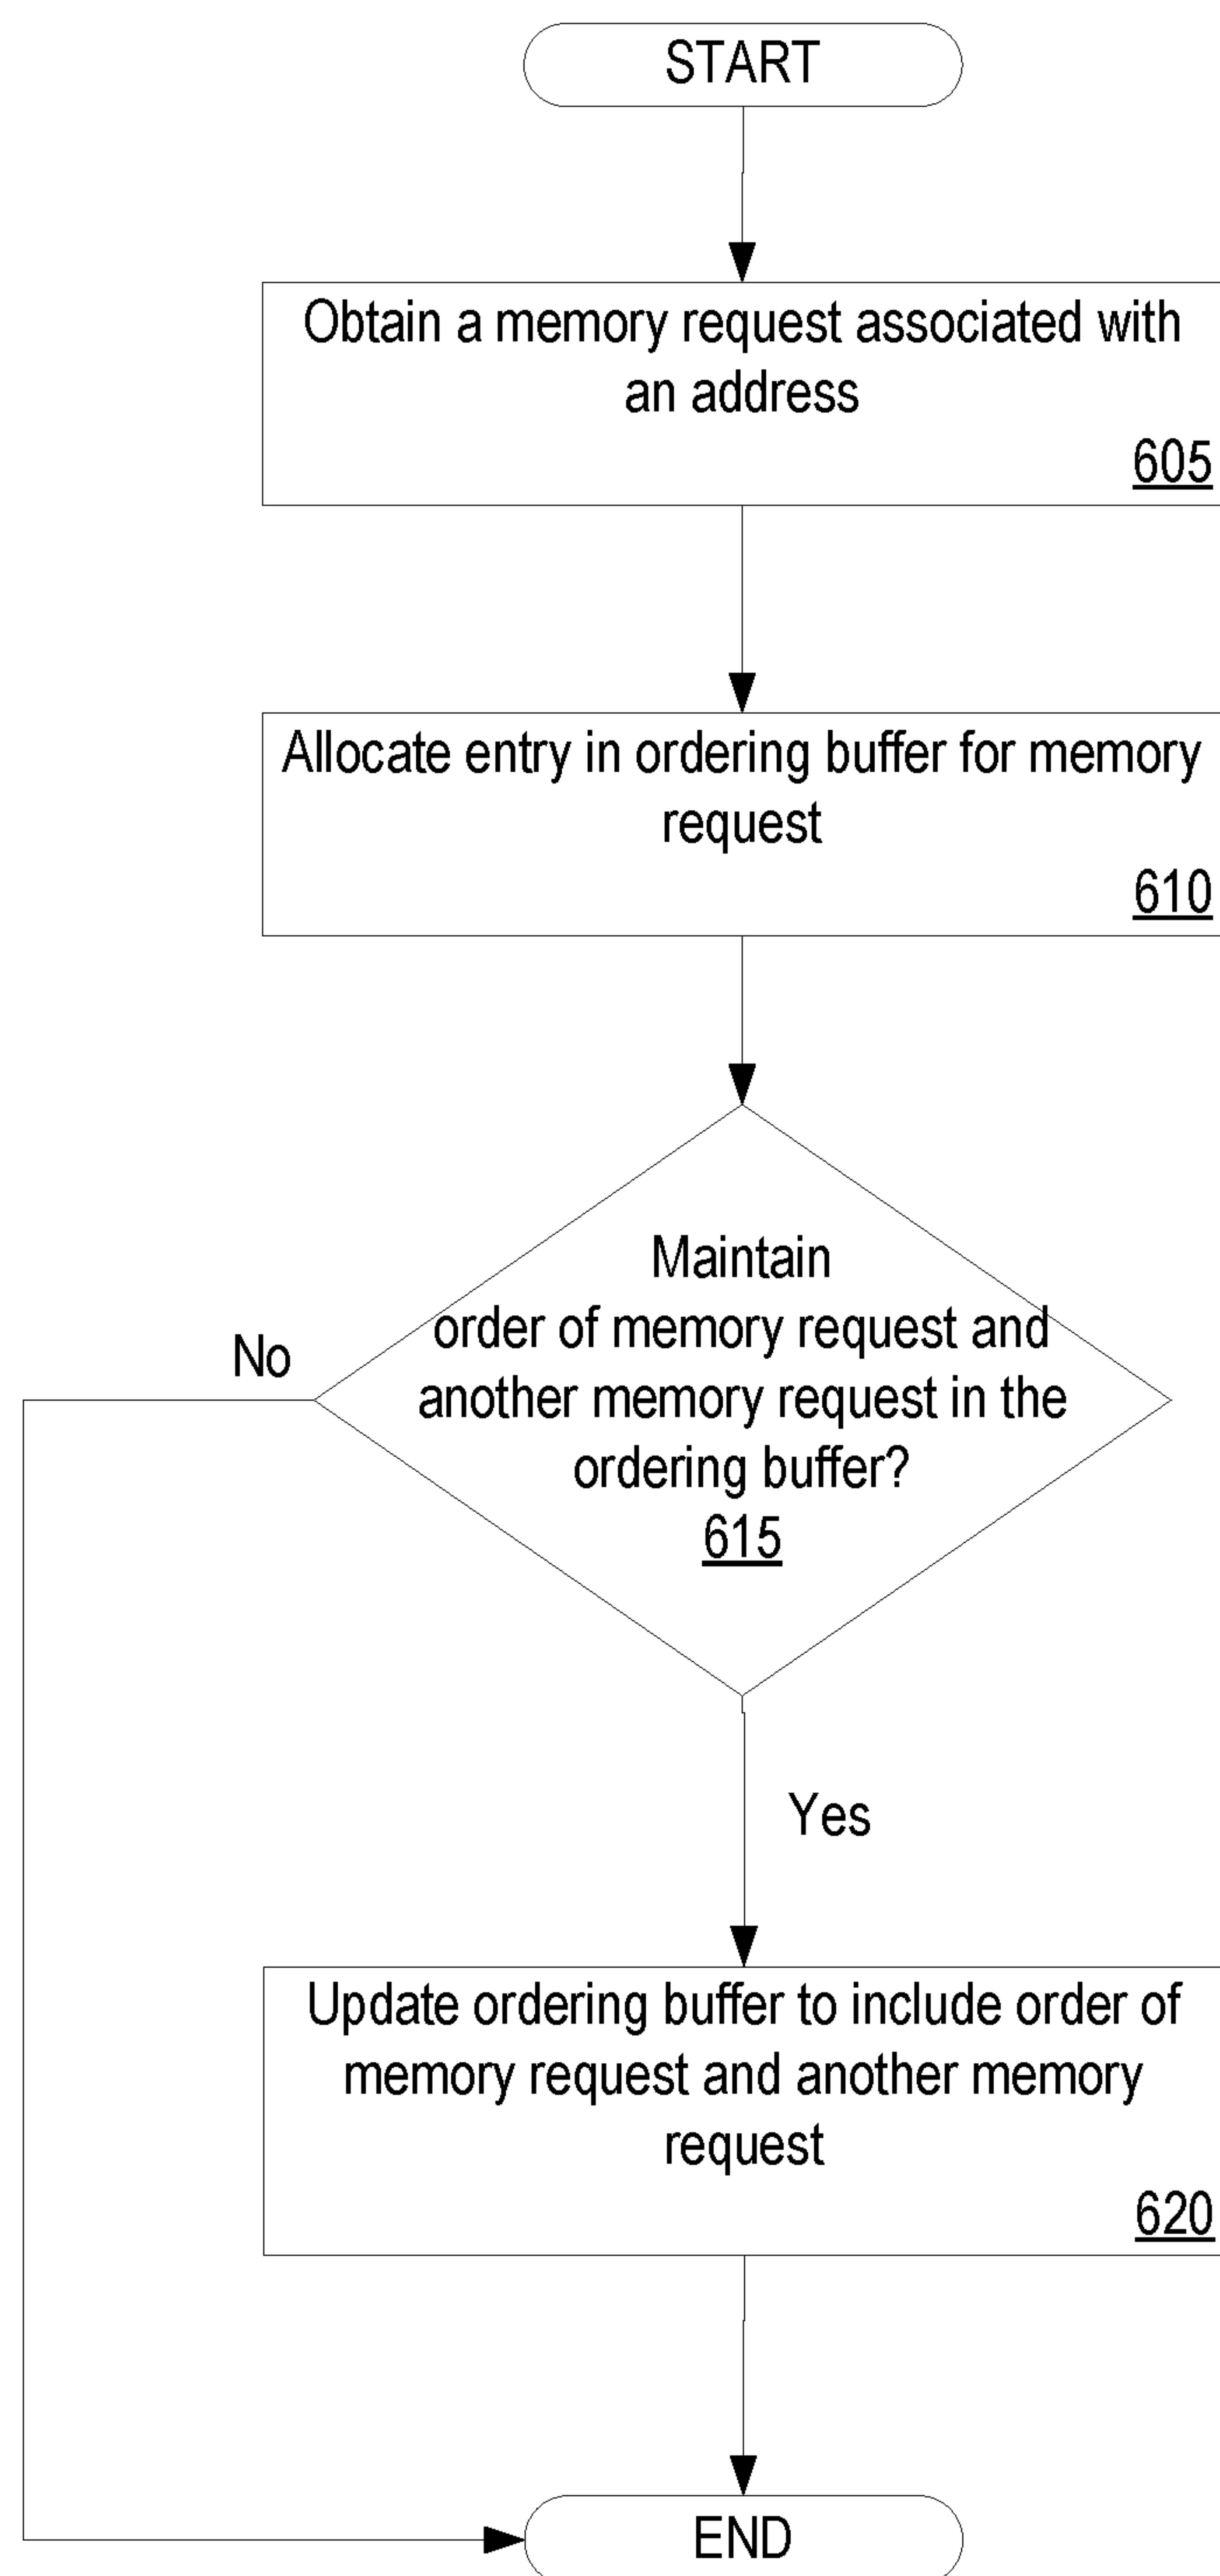 START
Obtain a memory request associated with
an address
605
Allocate entry in ordering buffer for memory
request
610
Maintain
order of memory request and
another memory request in the
ordering buffer?
615
No
Yes
Update ordering buffer to include order of
memory request and another memory
request
620
END